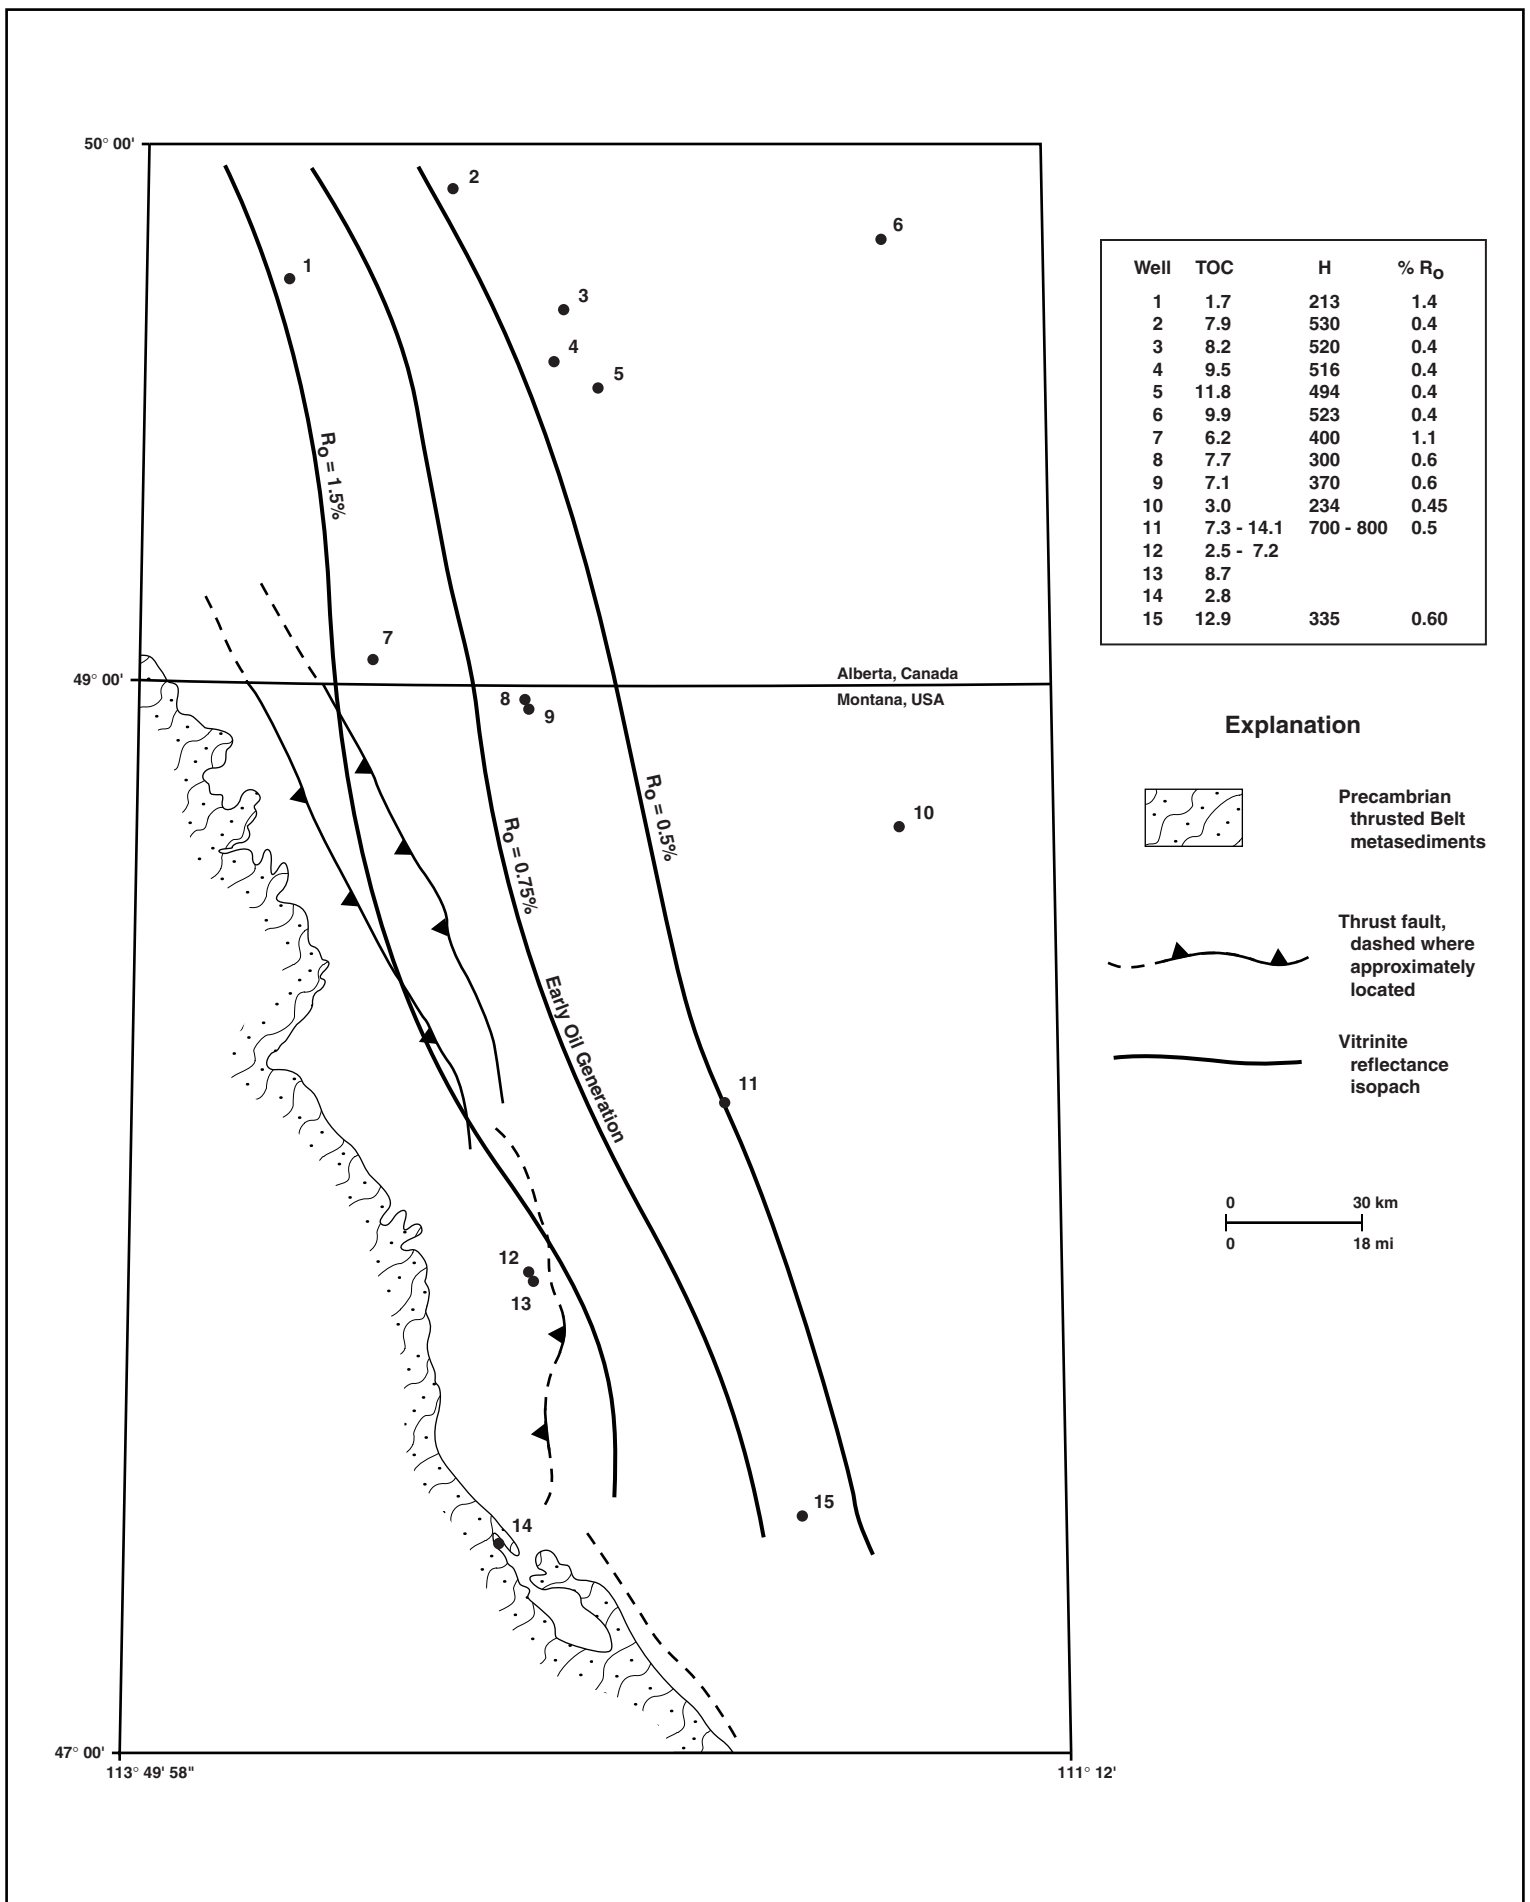 50° 00'
2
6
1
3
4
5
Ro = 1.5%
7
49° 00'
Alberta, Canada
Montana, USA
8
9
Ro = 0.5%
10
Ro = 0.75%
Early Oil Generation
11
12
13
14
15
47° 00'
113° 49' 58"
111° 12'
Well TOC H % Ro
1 1.7 213 1.4
2 7.9 530 0.4
3 8.2 520 0.4
4 9.5 516 0.4
5 11.8 494 0.4
6 9.9 523 0.4
7 6.2 400 1.1
8 7.7 300 0.6
9 7.1 370 0.6
10 3.0 234 0.45
11 7.3 - 14.1 700 - 800 0.5
12 2.5 - 7.2
13 8.7
14 2.8
15 12.9 335 0.60
Explanation
Precambrian
thrusted Belt
metasediments
Thrust fault,
dashed where
approximately
located
Vitrinite
reflectance
isopach
0 30 km
0 18 mi